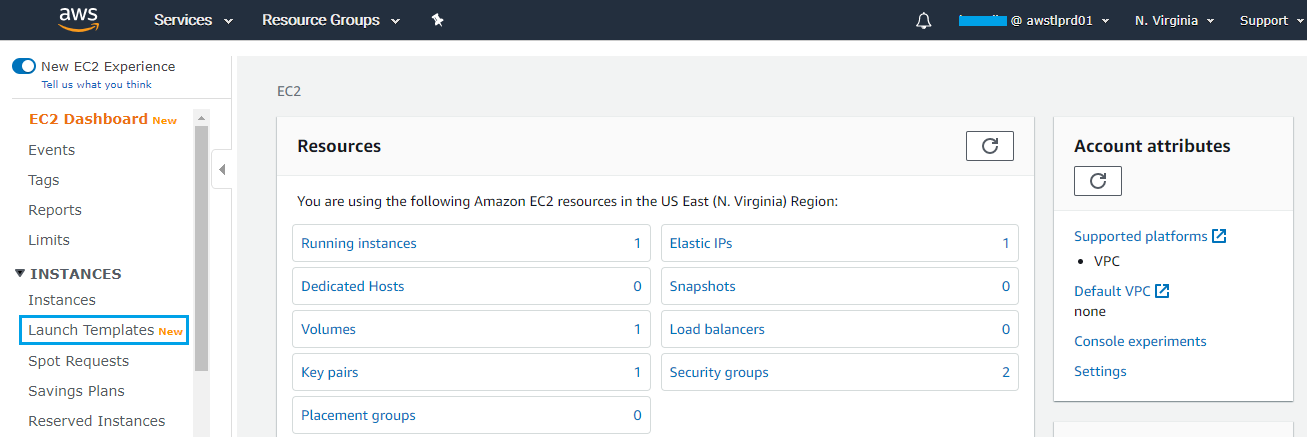 aws Services Resource Groups @ awstlprd01 N. Virginia Support
New EC2 Experience
Tell us what you think
EC2 Dashboard New
Events
Tags
Reports
Limits
INSTANCES
Instances
Launch Templates New
Spot Requests
Savings Plans
Reserved Instances
EC2
Resources
You are using the following Amazon EC2 resources in the US East (N. Virginia) Region:
Running instances 1
Elastic IPs 1
Dedicated Hosts 0
Snapshots 0
Volumes 1
Load balancers 0
Key pairs 1
Security groups 2
Placement groups 0
Account attributes
Supported platforms
• VPC
Default VPC
none
Console experiments
Settings